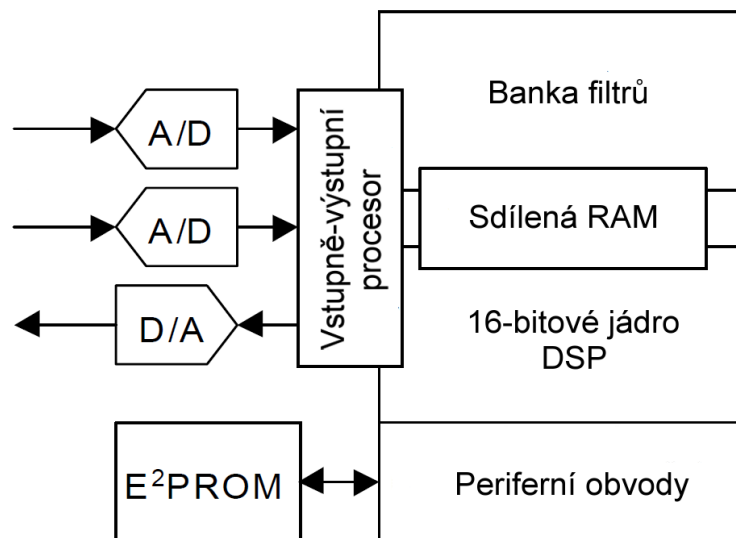 A/D
A/D
D/A
E²PROM
Vstupně-výstupní
procesor
Banka filtrů
Sdílená RAM
16-bitové jádro
DSP
Periferní obvody